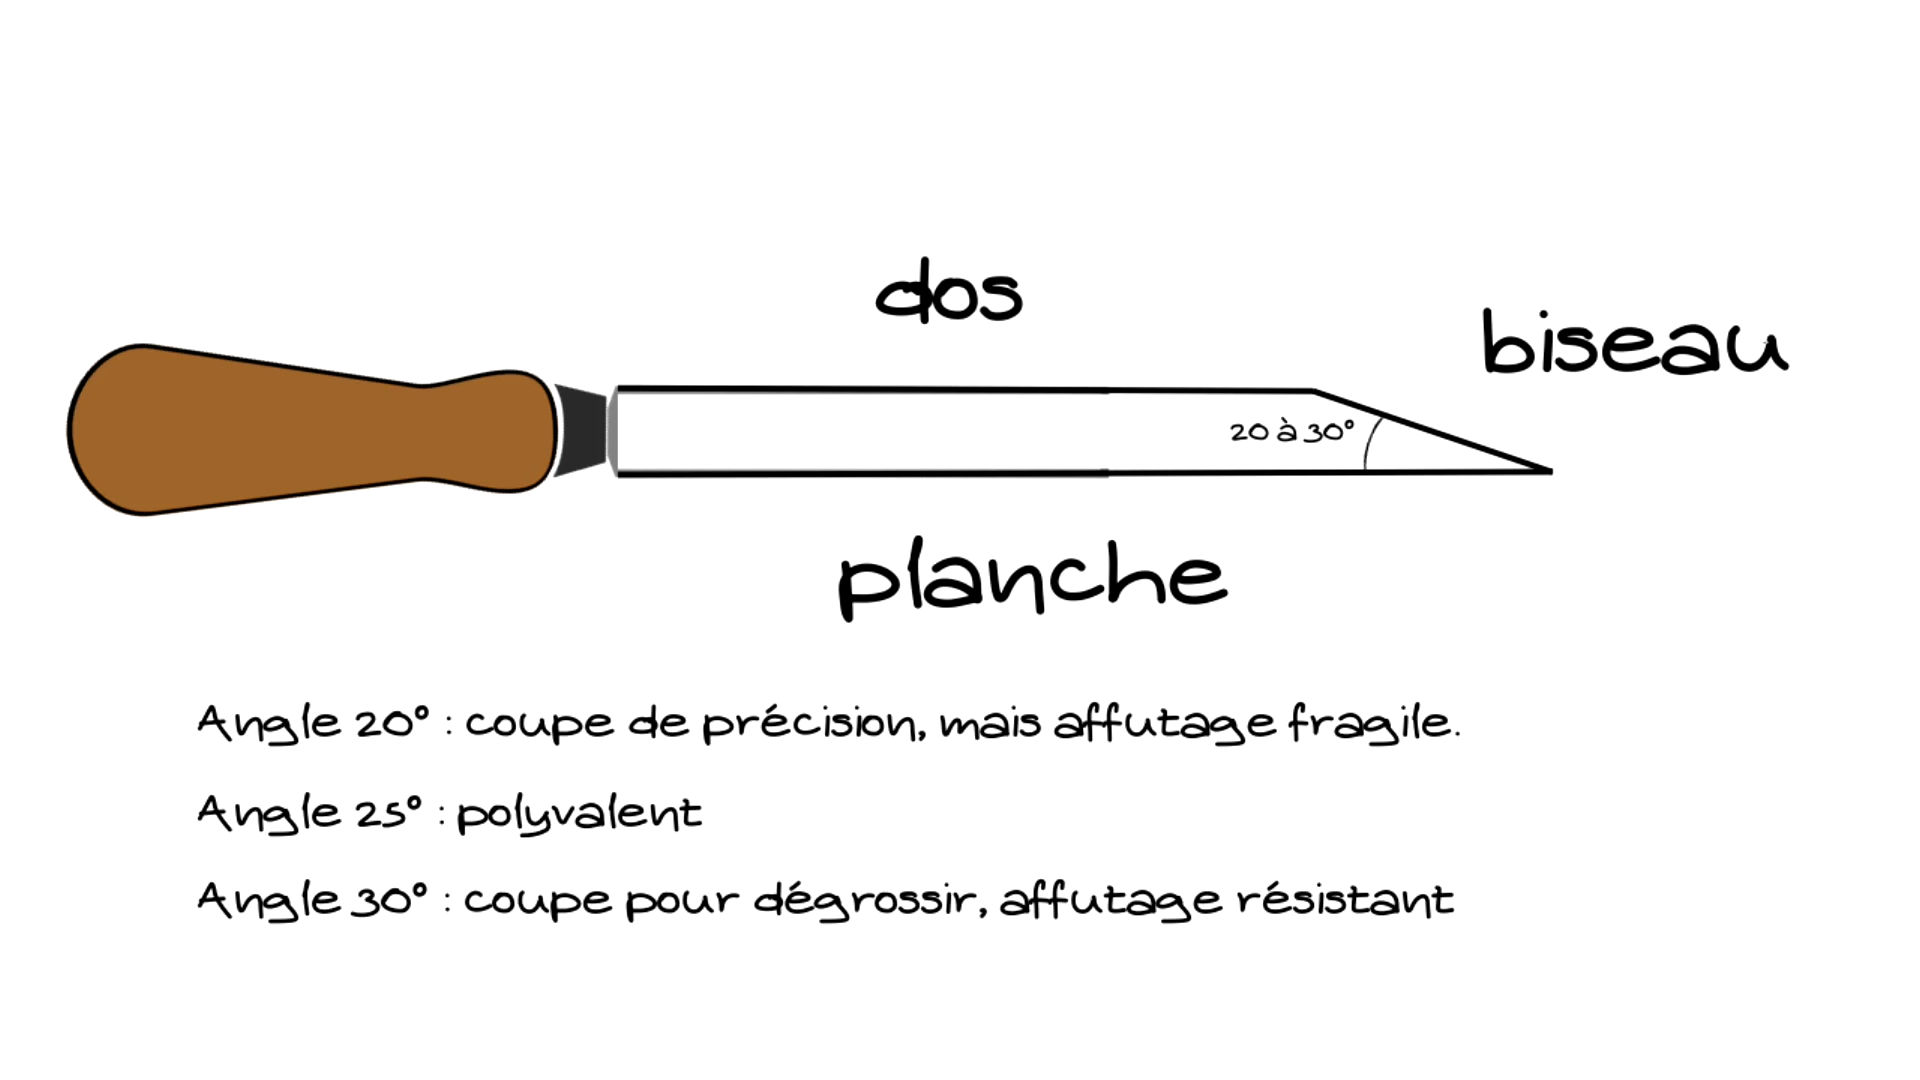 dos
biseau
20 à 30°
planche
Angle 20° : coupe de précision, mais affutage fragile.
Angle 25° : polyvalent
Angle 30° : coupe pour dégrossir, affutage résistant